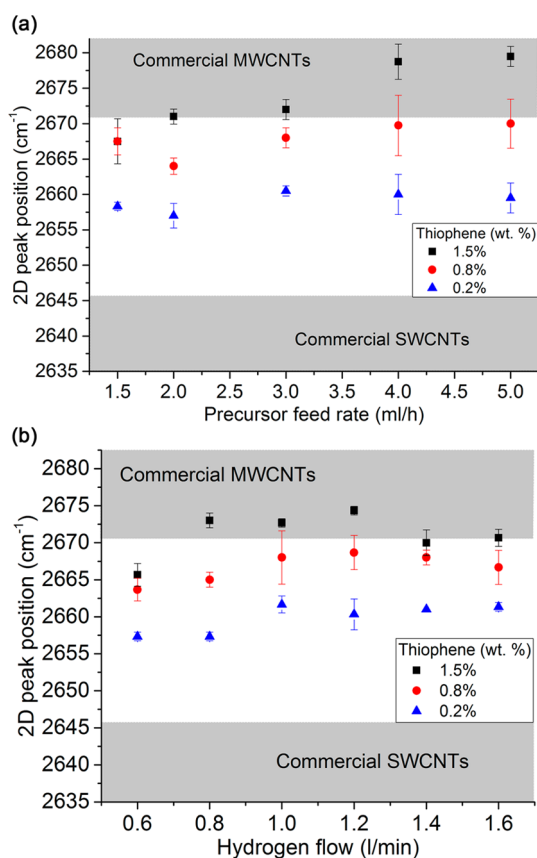 (a)
2680
2675
2670
2665
2660
2655
2650
2645
2640
2635
2D peak position (cm-1)
Commercial MWCNTs
Thiophene (wt. %)
1.5%
0.8%
0.2%
Commercial SWCNTs
1.5 2.0 2.5 3.0 3.5 4.0 4.5 5.0
Precursor feed rate (ml/h)
(b)
2680
2675
2670
2665
2660
2655
2650
2645
2640
2635
2D peak position (cm-1)
Commercial MWCNTs
Thiophene (wt. %)
1.5%
0.8%
0.2%
Commercial SWCNTs
0.6 0.8 1.0 1.2 1.4 1.6
Hydrogen flow (l/min)